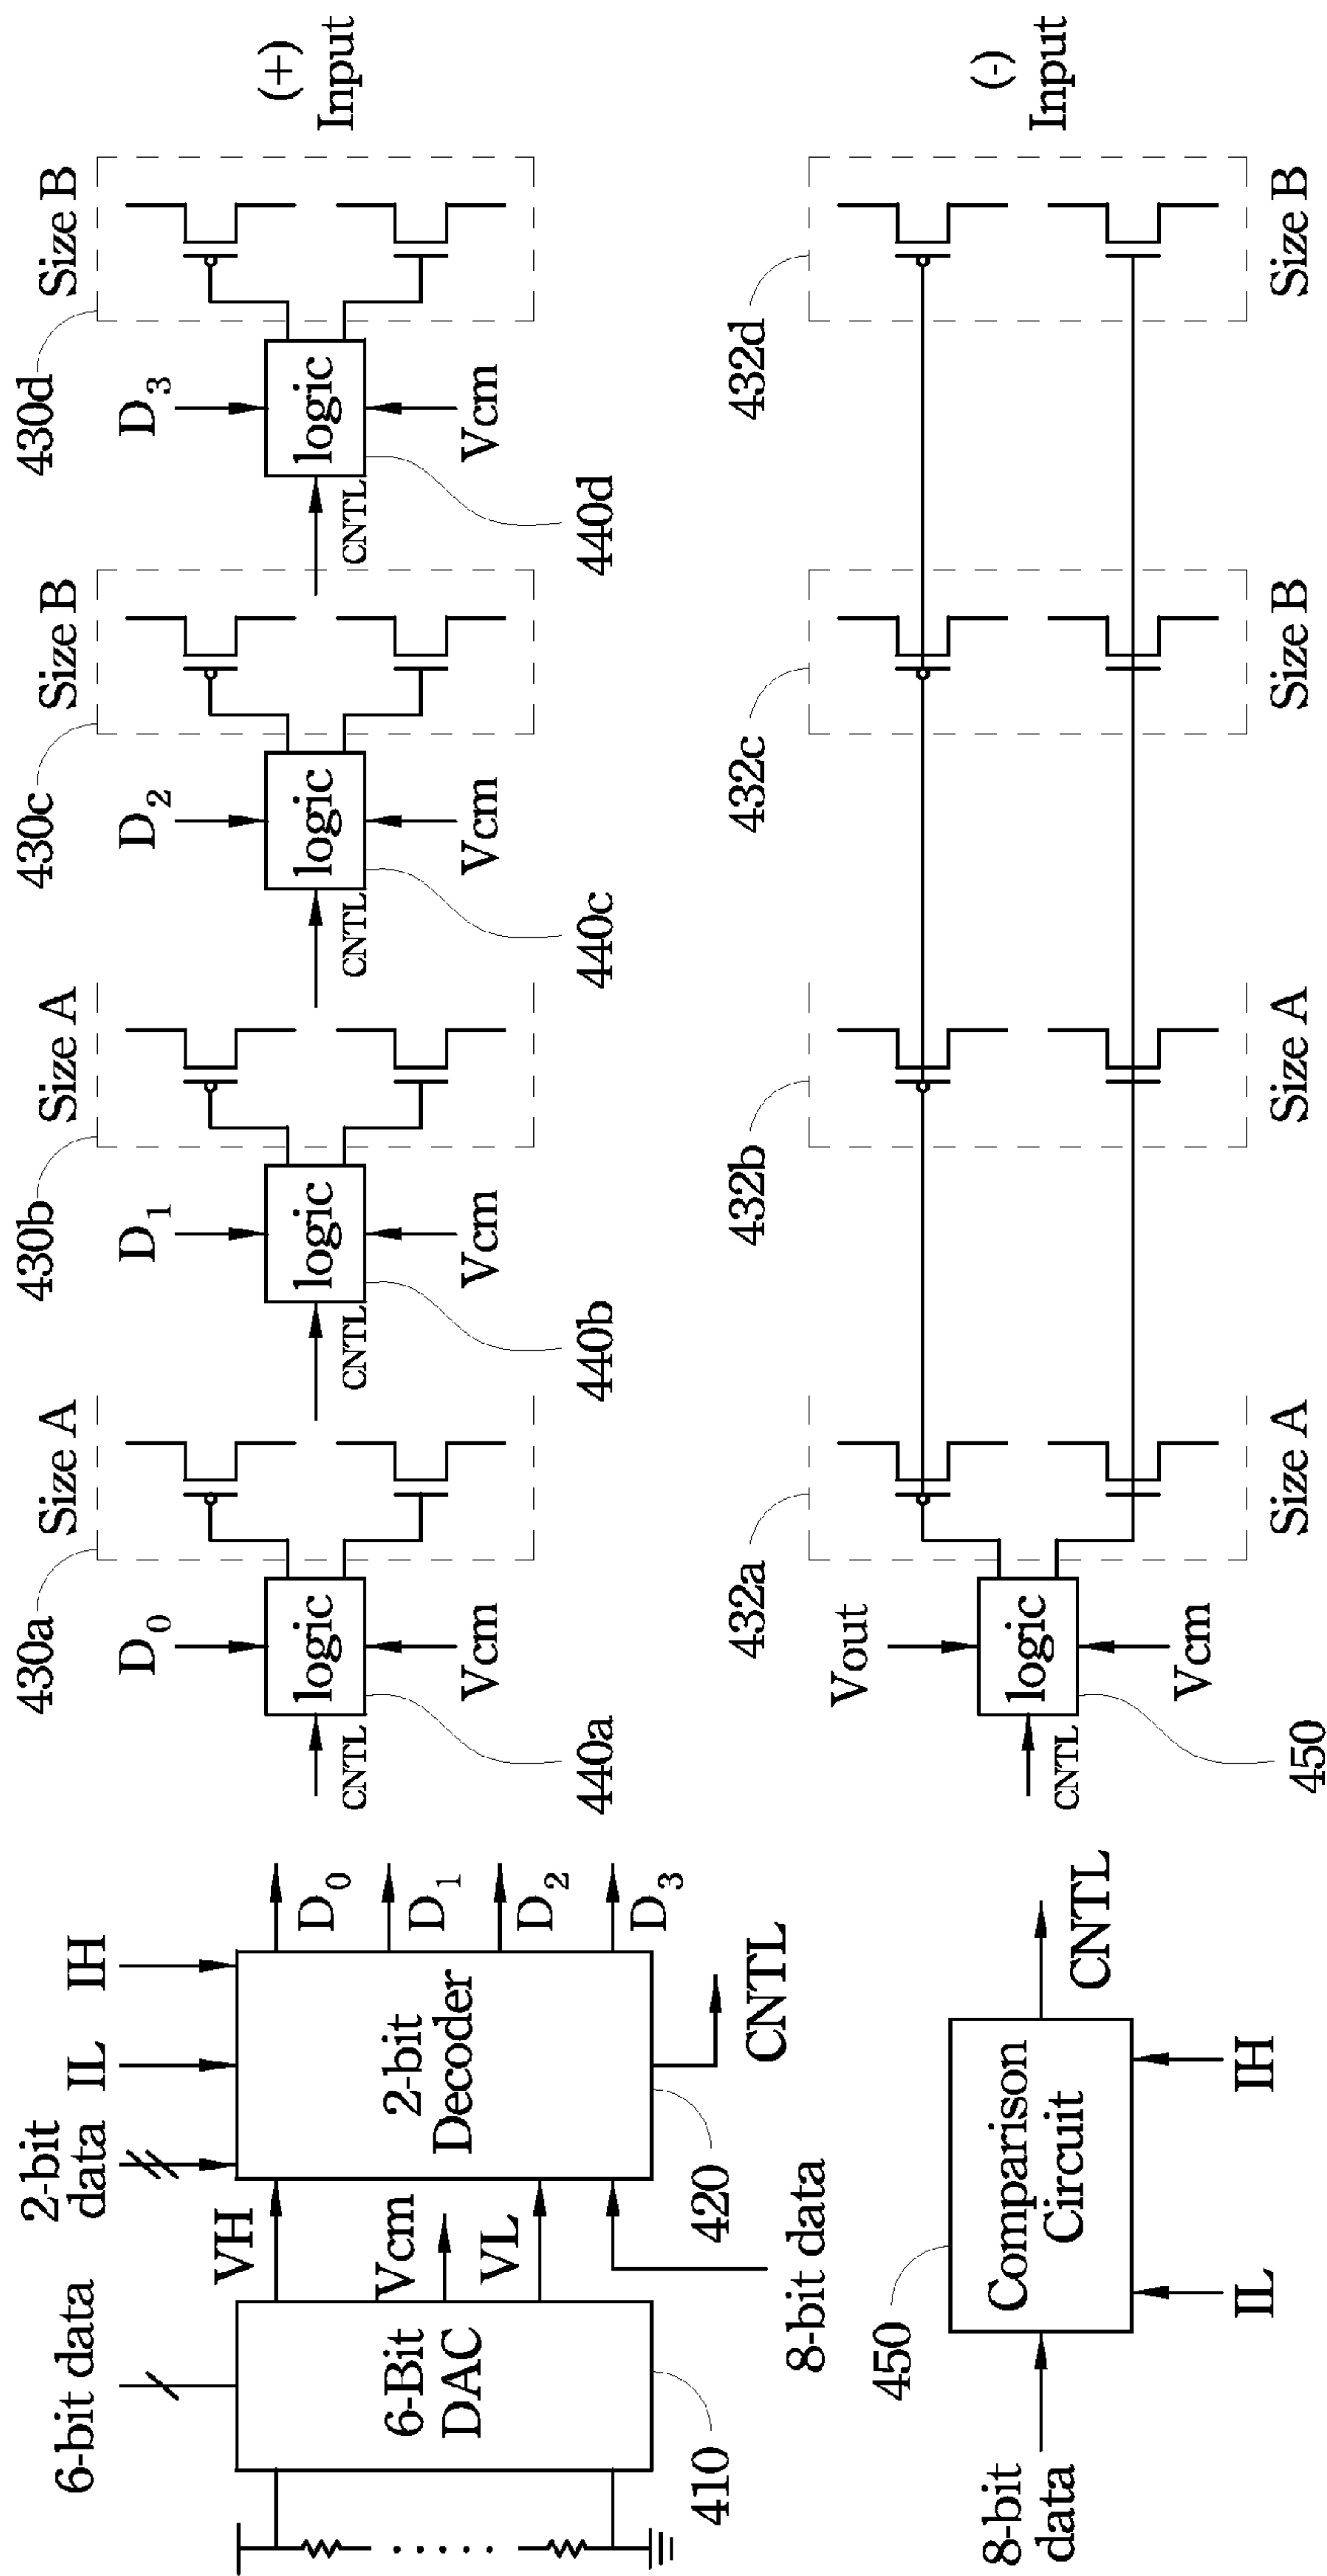 430a
Size A
430b
Size A
430c
Size B
430d
Size B
D0
D1
D2
D3
(+)
Input
logic
logic
logic
logic
CNTL
CNTL
CNTL
CNTL
Vcm
Vcm
Vcm
Vcm
440a
440b
440c
440d
6-bit data
2-bit
data
IL
IH
VH
Vcm
VL
6-Bit
DAC
2-bit
Decoder
D0
D1
D2
D3
CNTL
410
420
8-bit data
432a
432b
432c
432d
Vout
logic
CNTL
Vcm
450
(-)
Input
Size A
Size A
Size B
Size B
450
Comparison
Circuit
CNTL
8-bit
data
IL
IH